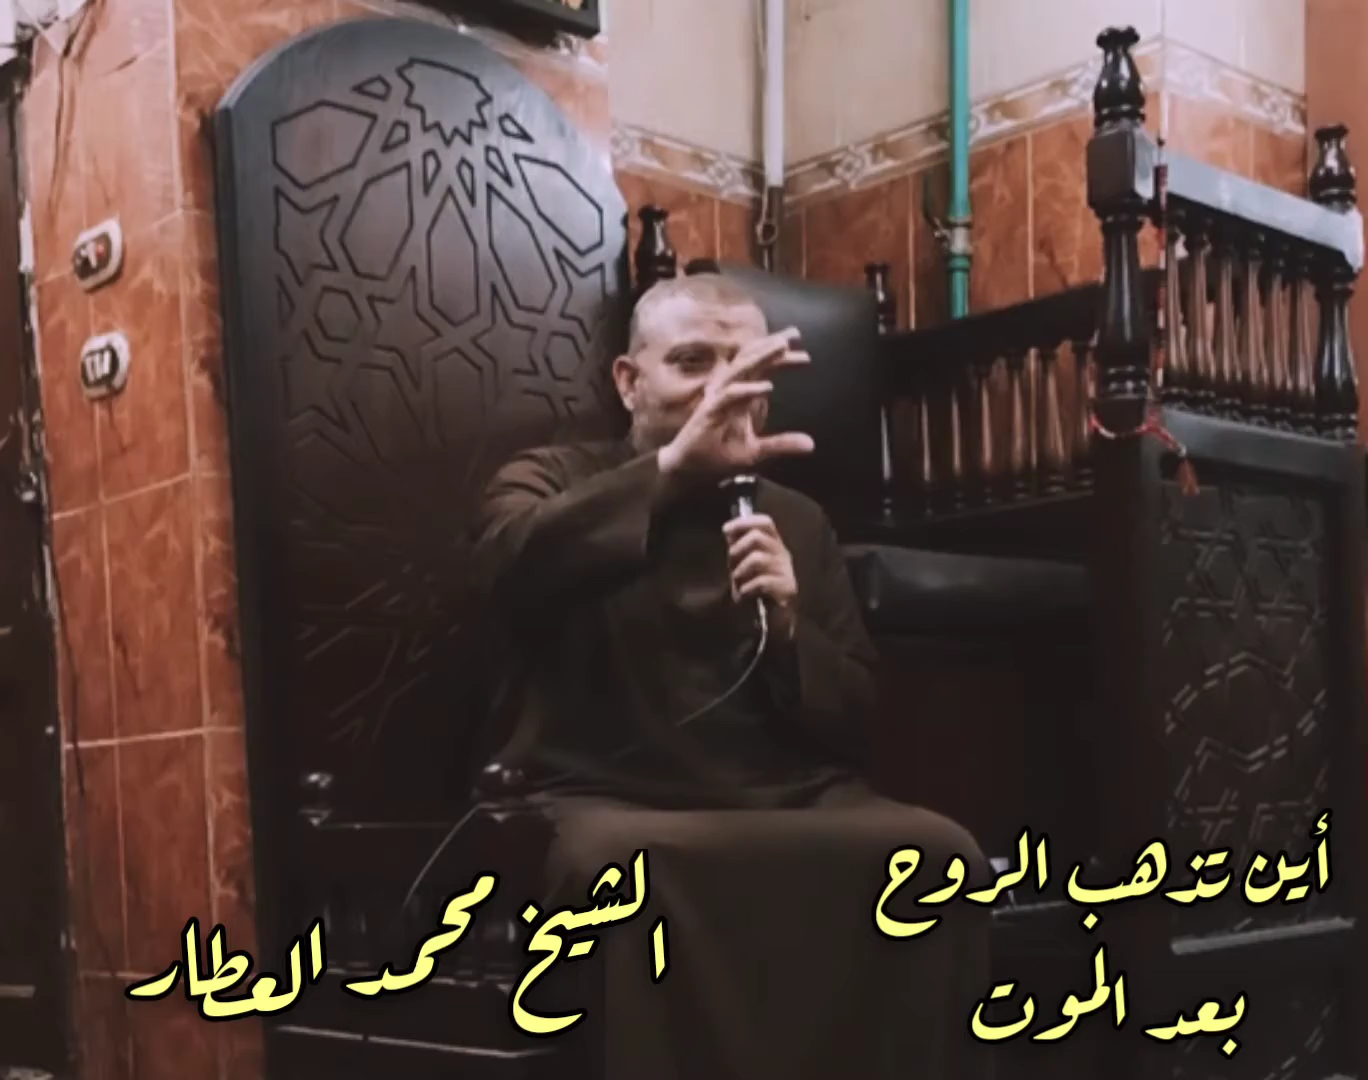 أين تذهب الروح
بعد الموت
الشيخ محمد العطار